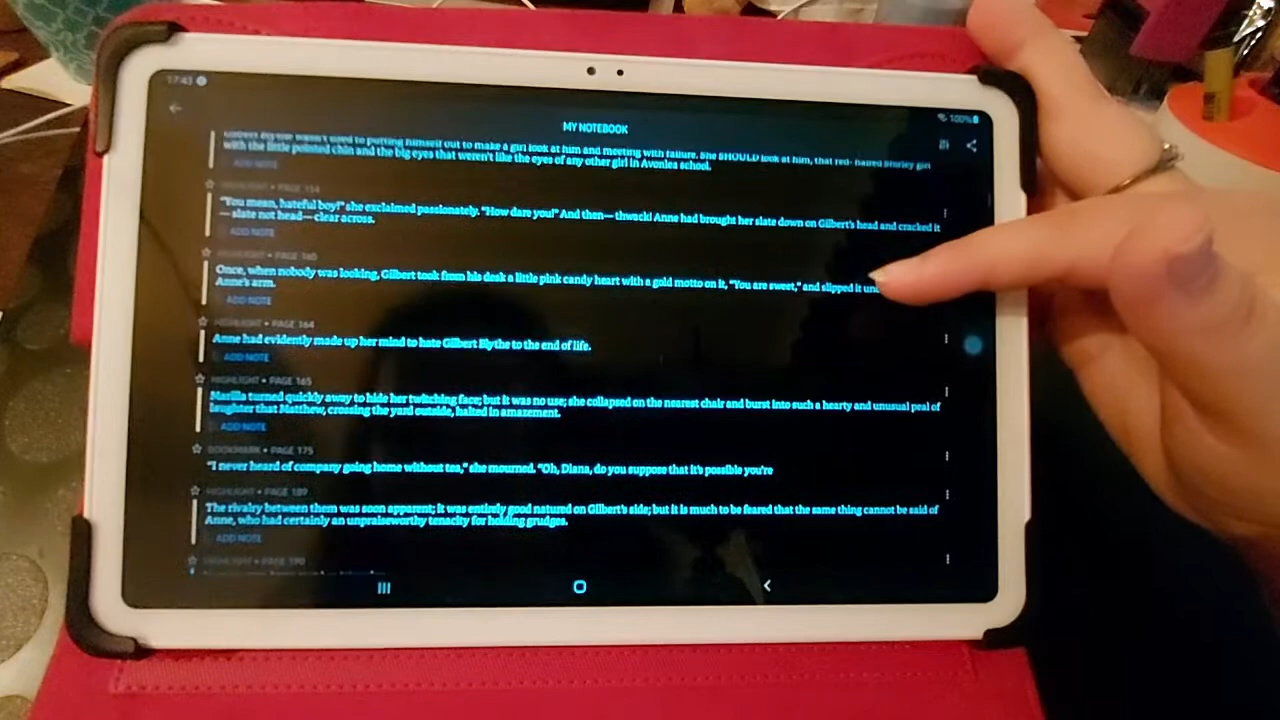 17:43
100%
MY NOTEBOOK
Gilbert Blythe wasn't used to putting himself out to make a girl look at him and meeting with failure. She SHOULD look at him, that red-haired Shirley girl
with the little pointed chin and the big eyes that weren't like the eyes of any other girl in Avonlea school.
ADD NOTE
HIGHLIGHT • PAGE 154
"You mean, hateful boy!" she exclaimed passionately. "How dare you!" And then—thwack! Anne had brought her slate down on Gilbert's head and cracked it
—slate not head—clear across.
ADD NOTE
HIGHLIGHT • PAGE 160
Once, when nobody was looking, Gilbert took from his desk a little pink candy heart with a gold motto on it, "You are sweet," and slipped it un
Anne's arm.
ADD NOTE
HIGHLIGHT • PAGE 164
Anne had evidently made up her mind to hate Gilbert Blythe to the end of life.
ADD NOTE
HIGHLIGHT • PAGE 165
Marilla turned quickly away to hide her twitching face; but it was no use; she collapsed on the nearest chair and burst into such a hearty and unusual peal of
laughter that Matthew, crossing the yard outside, halted in amazement.
ADD NOTE
BOOKMARK • PAGE 175
"I never heard of company going home without tea," she mourned. "Oh, Diana, do you suppose that it's possible you're
HIGHLIGHT • PAGE 189
The rivalry between them was soon apparent; it was entirely good natured on Gilbert's side; but it is much to be feared that the same thing cannot be said of
Anne, who had certainly an unpraiseworthy tenacity for holding grudges.
ADD NOTE
HIGHLIGHT • PAGE 190